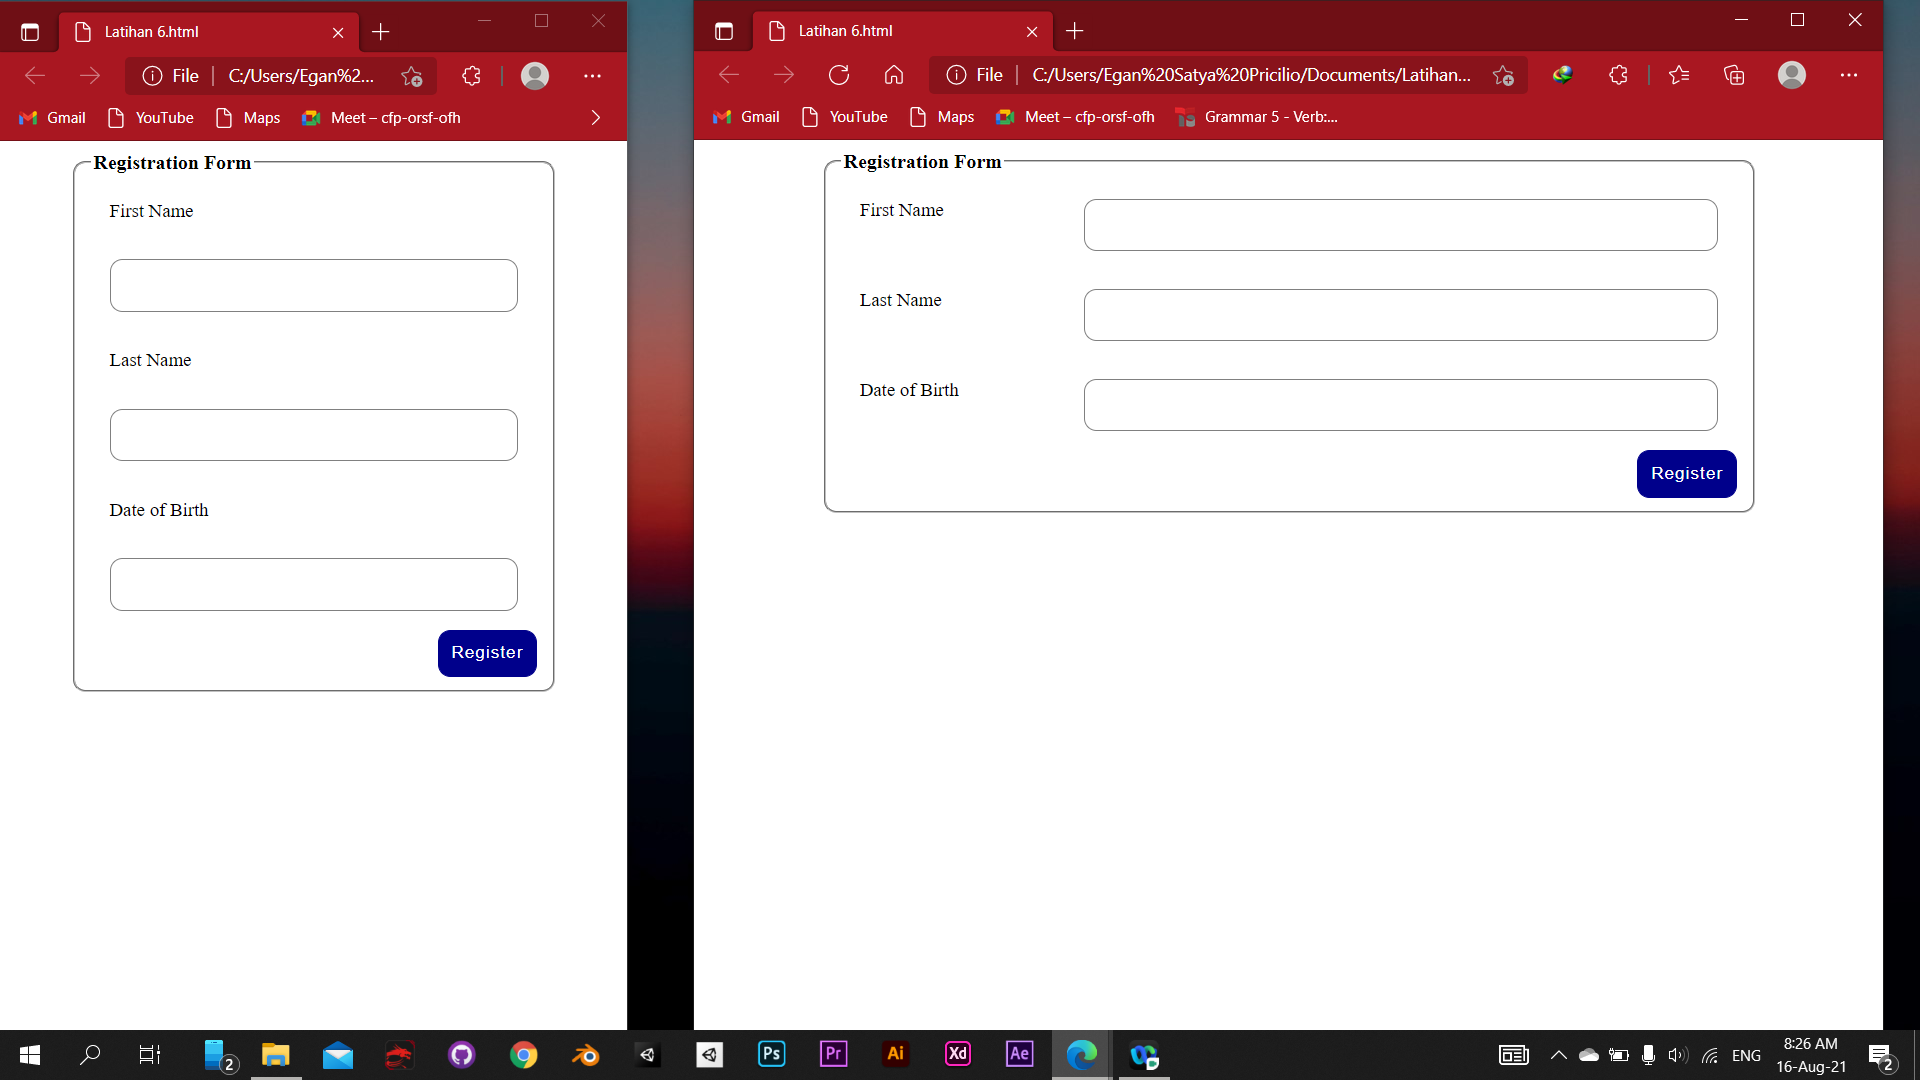 Latihan 6.html
File
C:/Users/Egan%2...
Gmail
YouTube
Maps
Meet – cfp-orsf-ofh
Registration Form
First Name
Last Name
Date of Birth
Register
Latihan 6.html
File
C:/Users/Egan%20Satya%20Pricilio/Documents/Latihan...
Gmail
YouTube
Maps
Meet – cfp-orsf-ofh
Grammar 5 - Verb:...
Registration Form
First Name
Last Name
Date of Birth
Register
2
Ps
Pr
Ai
Xd
Ae
ENG
8:26 AM
16-Aug-21
2